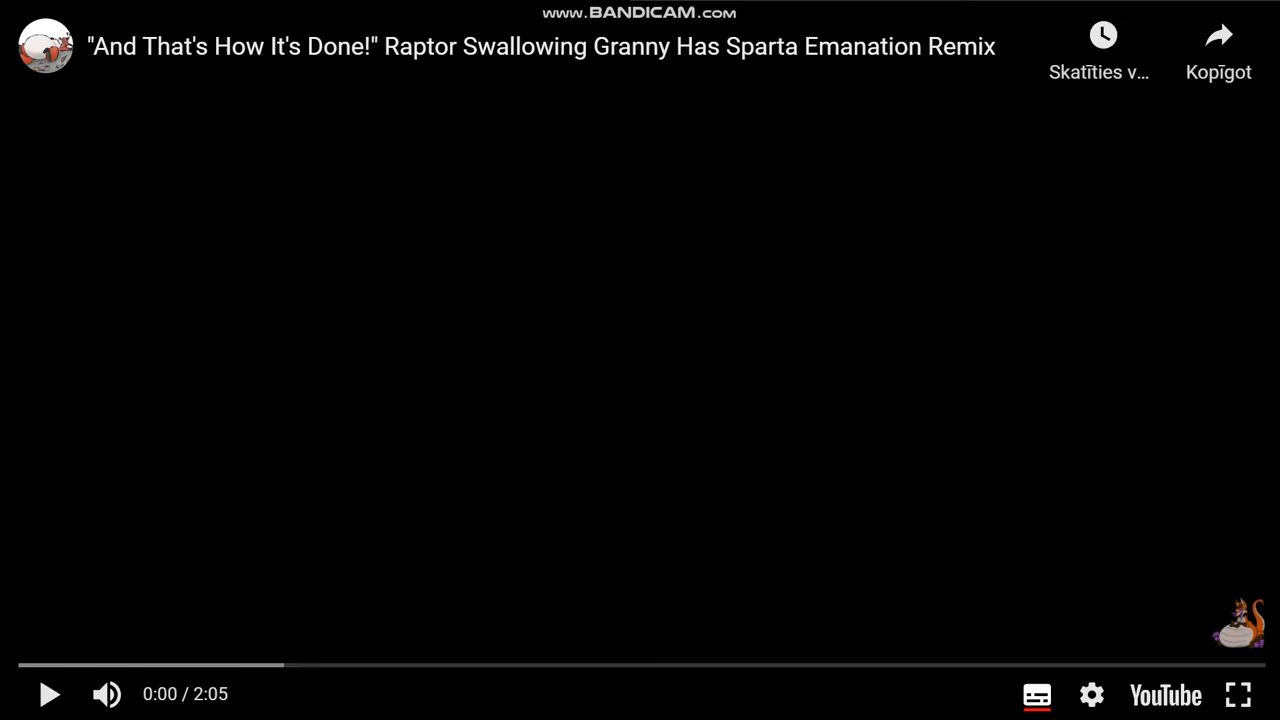 www.BANDICAM.com
"And That's How It's Done!" Raptor Swallowing Granny Has Sparta Emanation Remix
Skatīties v...
Kopīgot
0:00 / 2:05
YouTube